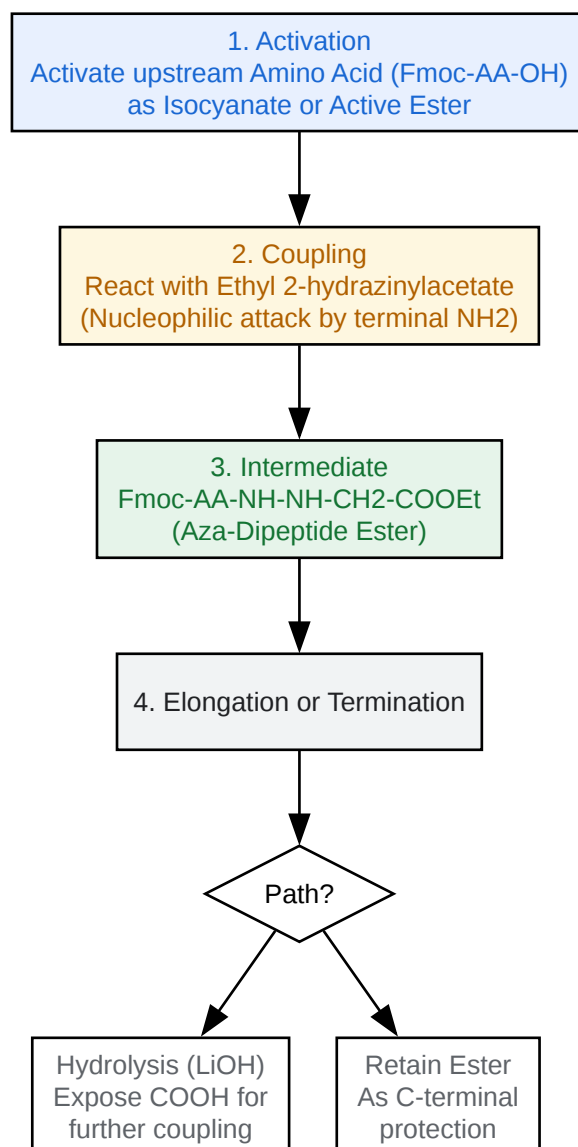 1. Activation
Activate upstream Amino Acid (Fmoc-AA-OH)
as Isocyanate or Active Ester
2. Coupling
React with Ethyl 2-hydrazinylacetate
(Nucleophilic attack by terminal NH2)
3. Intermediate
Fmoc-AA-NH-NH-CH2-COOEt
(Aza-Dipeptide Ester)
4. Elongation or Termination
Path?
Hydrolysis (LiOH)
Expose COOH for
further coupling
Retain Ester
As C-terminal
protection